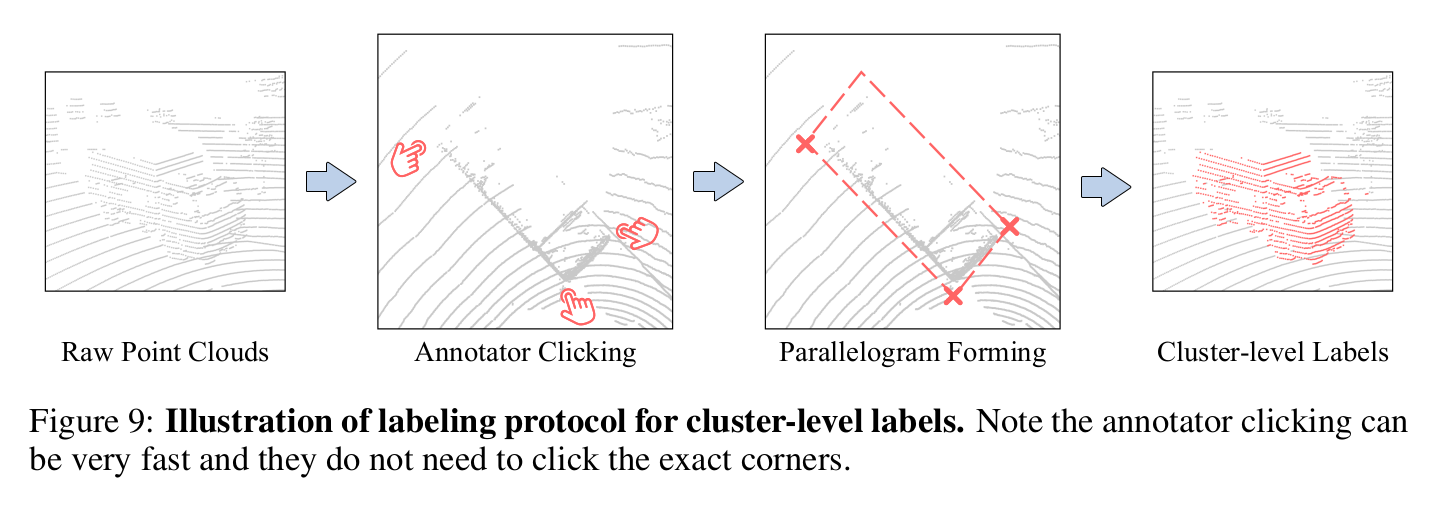 Raw Point Clouds
Annotator Clicking
Parallelogram Forming
Cluster-level Labels
Figure 9: Illustration of labeling protocol for cluster-level labels. Note the annotator clicking can
be very fast and they do not need to click the exact corners.